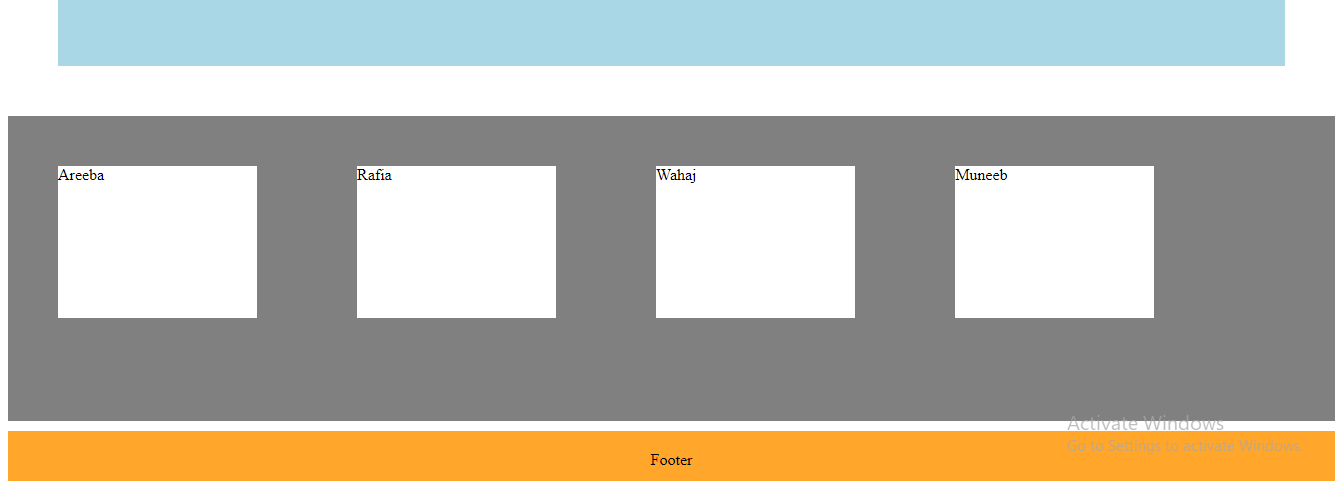 Areeba
Rafia
Wahaj
Muneeb
Activate Windows
Go to Settings to activate Windows.
Footer